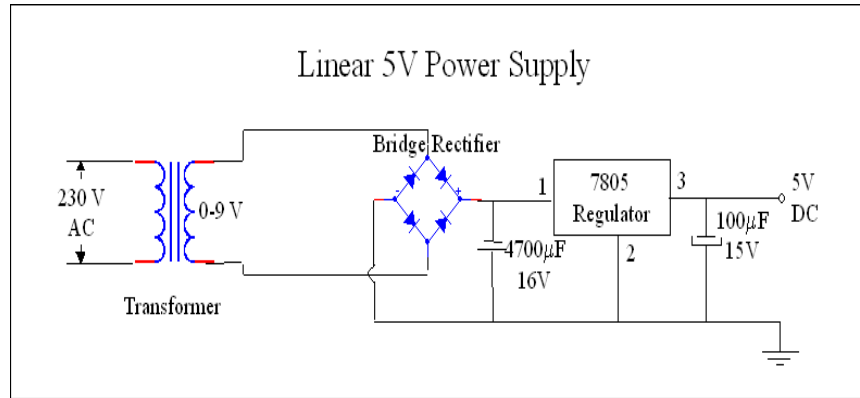 Linear 5V Power Supply
Bridge Rectifier
230 V
AC
0-9 V
Transformer
-
+
1
7805
Regulator
3
2
4700µF
16V
100µF
15V
5V
DC